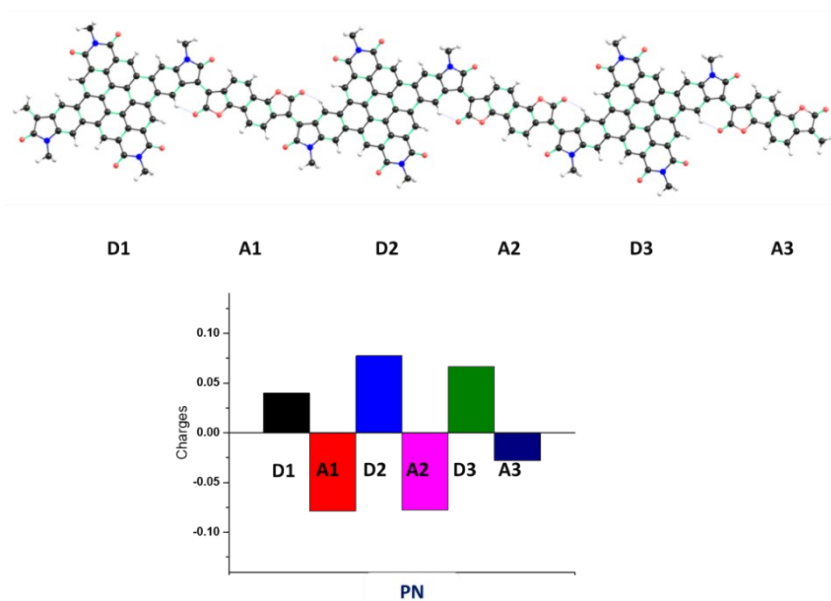 D1 A1 D2 A2 D3 A3
0.10
0.05
0.00
-0.05
-0.10
Charges
D1 A1 D2 A2 D3 A3
PN